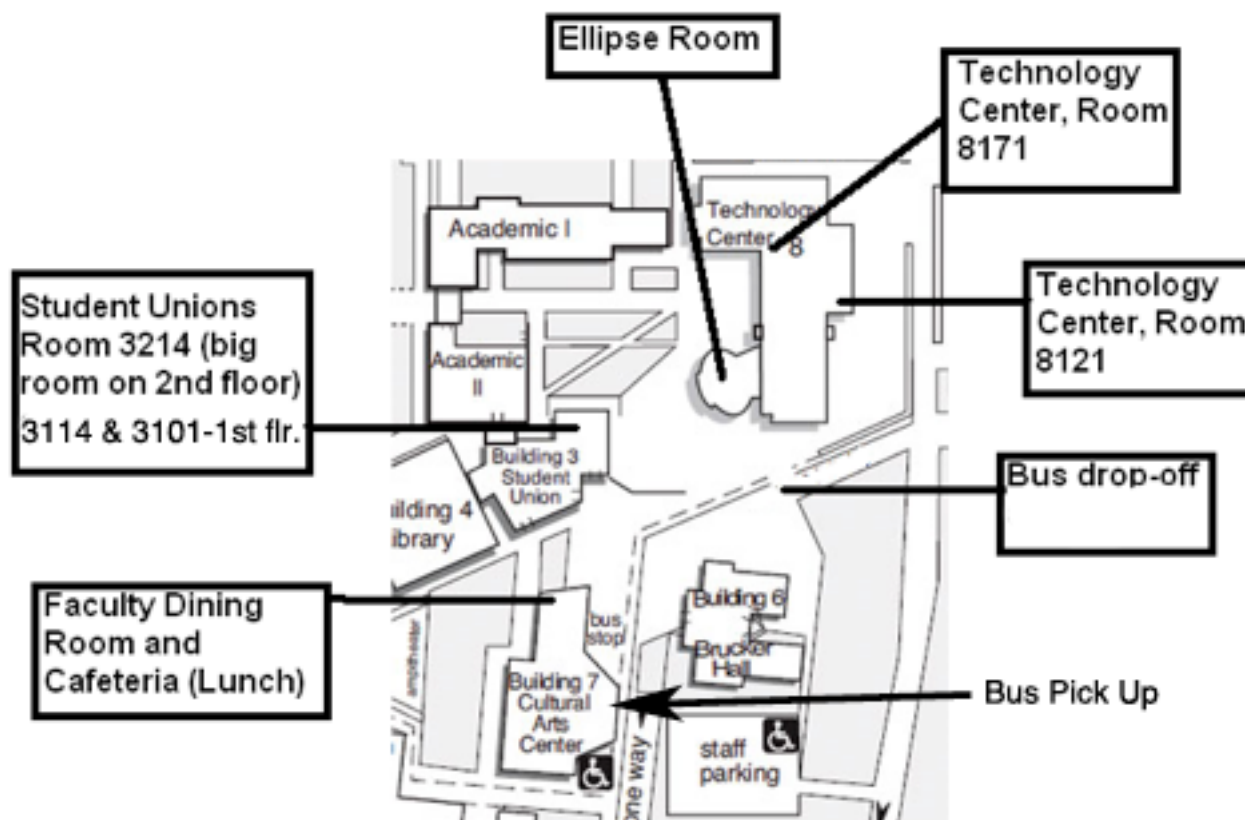 Ellipse Room
Technology
Center, Room
8171
Technology
Center 8
Academic I
Student Unions
Room 3214 (big
room on 2nd floor)
3114 & 3101-1st flr.
Technology
Center, Room
8121
Academic
II
Building 3
Student
Union
Bus drop-off
uilding 4
ibrary
Faculty Dining
Room and
Cafeteria (Lunch)
bus
stop
Building 6
Brucker
Hall
ampitheater
Building 7
Cultural
Arts
Center
Bus Pick Up
staff
parking
one way